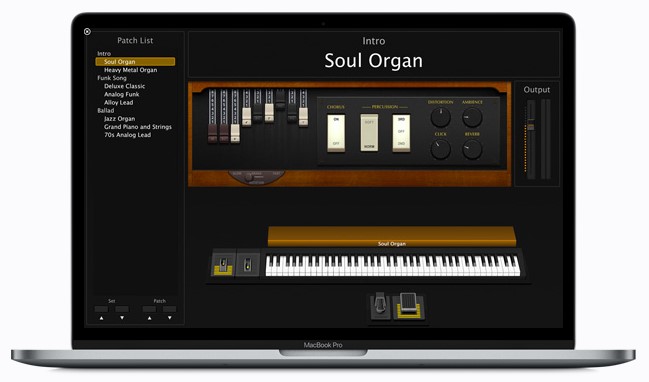 Patch List
Intro
Soul Organ
Heavy Metal Organ
Funk Song
Deluxe Classic
Analog Funk
Alloy Lead
Ballad
Jazz Organ
Grand Piano and Strings
70s Analog Lead
Set
Patch
Intro
Soul Organ
CHORUS
PERCUSSION
DISTORTION
AMBIENCE
ON
SOFT
2ND
OFF
OFF
NORM
3RD
CLICK
REVERB
Output
Soul Organ
MacBook Pro